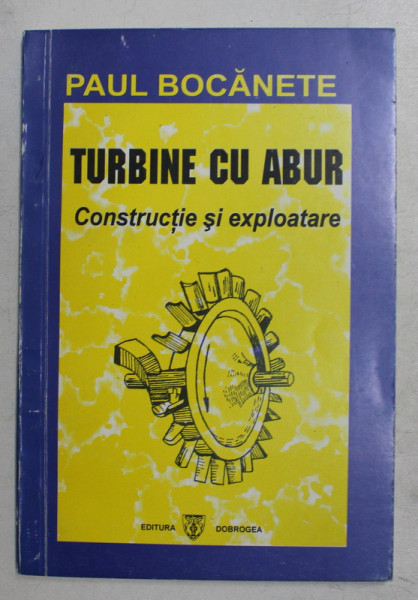 PAUL BOCĂNETE
TURBINE CU ABUR
Construcţie şi exploatare
EDITURA DOBROGEA